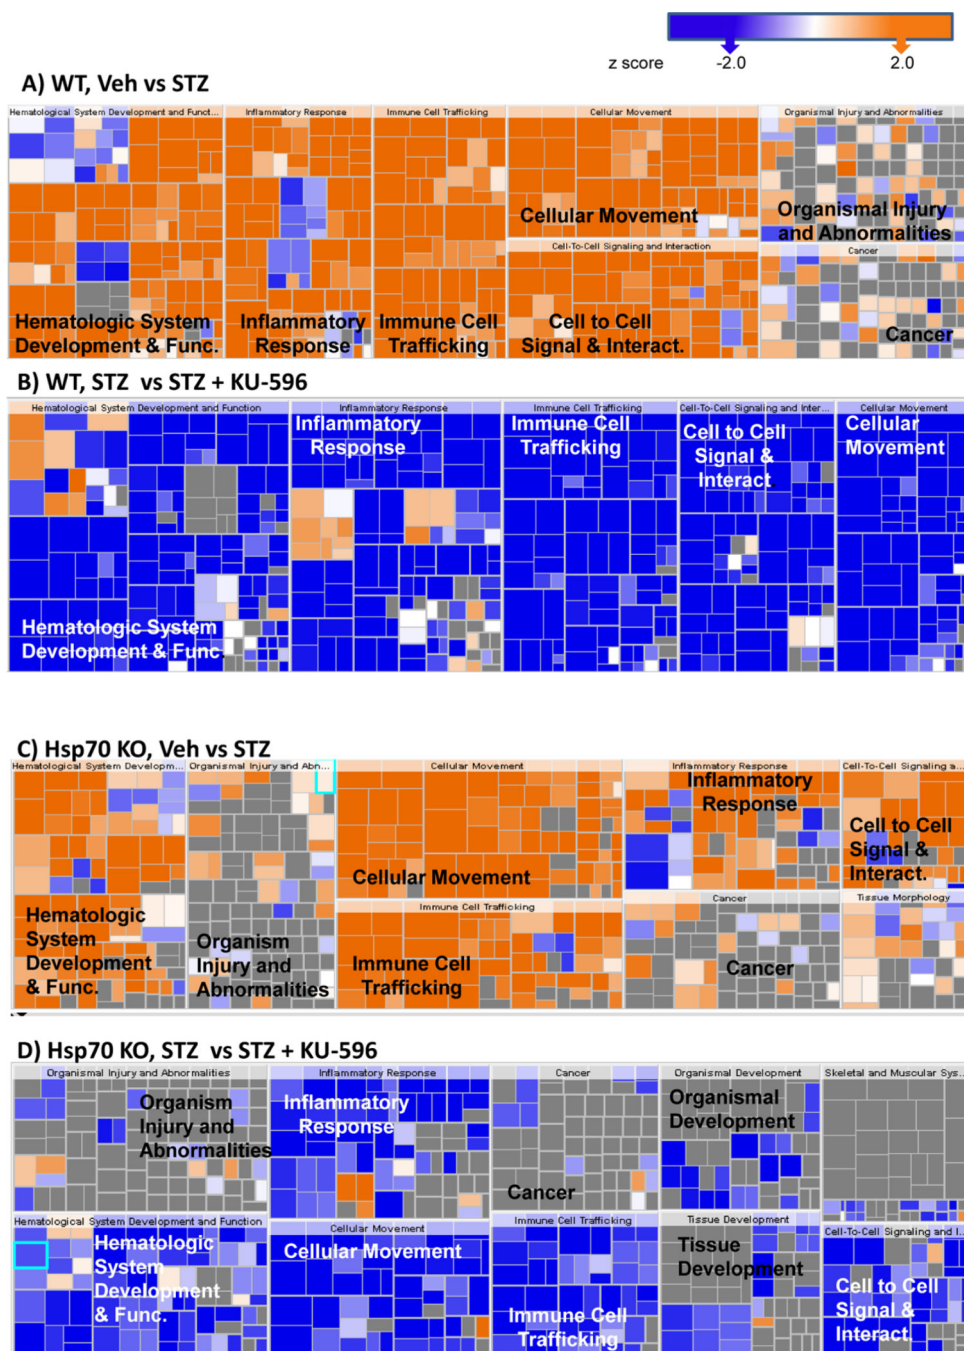 z score
-2.0
2.0
A) WT, Veh vs STZ
Hematological System Development and Funct...
Inflammatory Response
Immune Cell Trafficking
Cellular Movement
Organismal Injury and Abnormalities
Cellular Movement
Organismal Injury
and Abnormalities
Cell-To-Cell Signaling and Interaction
Cancer
Hematologic System
Development & Func.
Inflammatory
Response
Immune Cell
Trafficking
Cell to Cell
Signal & Interact.
Cancer
B) WT, STZ vs STZ + KU-596
Hematological System Development and Function
Inflammatory Response
Immune Cell Trafficking
Cell-To-Cell Signaling and Inter...
Cellular Movement
Inflammatory
Response
Immune Cell
Trafficking
Cell to Cell
Signal &
Interact.
Cellular
Movement
Hematologic System
Development & Func.
C) Hsp70 KO, Veh vs STZ
Hematological System Developm...
Organismal Injury and Abn...
Cellular Movement
Inflammatory Response
Cell-To-Cell Signaling a...
Inflammatory
Response
Cell to Cell
Signal &
Interact.
Cellular Movement
Immune Cell Trafficking
Cancer
Tissue Morphology
Hematologic
System
Development
& Func.
Organism
Injury and
Abnormalities
Immune Cell
Trafficking
Cancer
D) Hsp70 KO, STZ vs STZ + KU-596
Organismal Injury and Abnormalities
Inflammatory Response
Cancer
Organismal Development
Skeletal and Muscular Sys...
Organism
Injury and
Abnormalities
Inflammatory
Response
Cancer
Organismal
Development
Hematological System Development and Function
Cellular Movement
Immune Cell Trafficking
Tissue Development
Cell-To-Cell Signaling and I...
Hematologic
System
Development
& Func.
Cellular Movement
Immune Cell
Trafficking
Tissue
Development
Cell to Cell
Signal &
Interact.